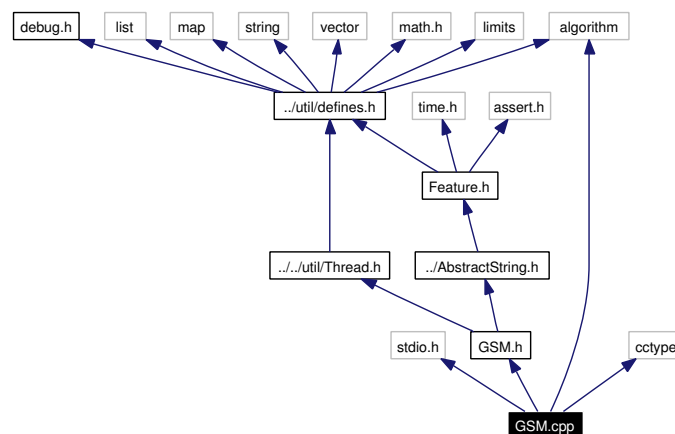 debug.h
list
map
string
vector
math.h
limits
algorithm
../util/defines.h
time.h
assert.h
Feature.h
../../util/Thread.h
../AbstractString.h
stdio.h
GSM.h
cctype
GSM.cpp